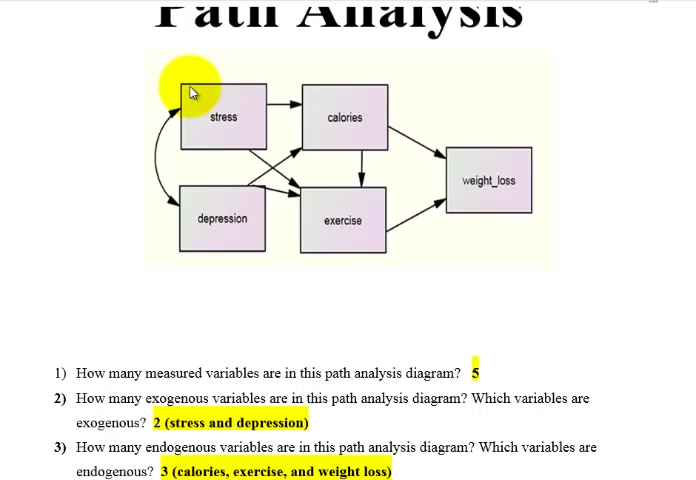 Path Analysis
stress
calories
weight_loss
depression
exercise
1) How many measured variables are in this path analysis diagram? 5
2) How many exogenous variables are in this path analysis diagram? Which variables are
exogenous? 2 (stress and depression)
3) How many endogenous variables are in this path analysis diagram? Which variables are
endogenous? 3 (calories, exercise, and weight loss)